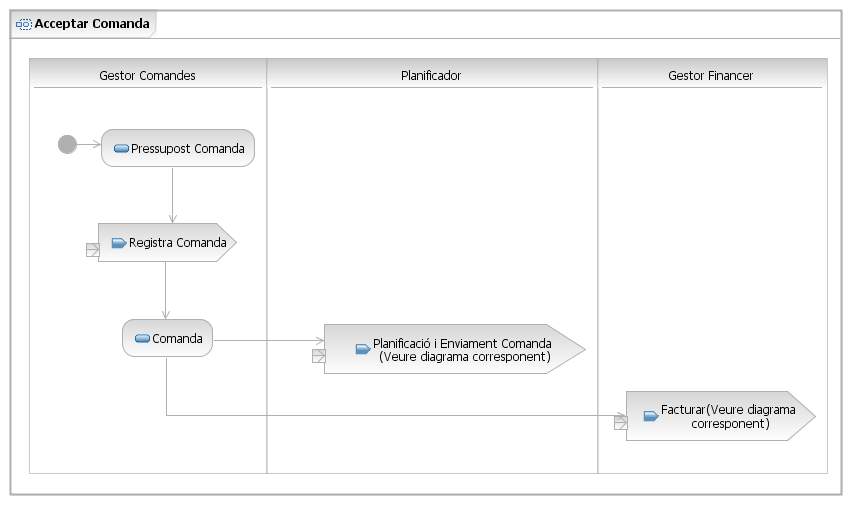 Acceptar Comanda
Gestor Comandes
Planificador
Gestor Financer
Pressupost Comanda
Registra Comanda
Comanda
Planificació i Enviament Comanda
(Veure diagrama corresponent)
Facturar(Veure diagrama
corresponent)